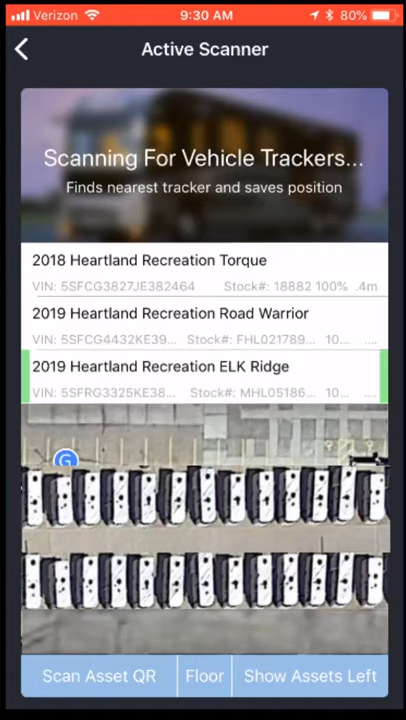 Verizon 9:30 AM 80%
Active Scanner
Scanning For Vehicle Trackers...
Finds nearest tracker and saves position
2018 Heartland Recreation Torque
VIN: 5SFCG3827JE382464 Stock#: 18882 100% .4m
2019 Heartland Recreation Road Warrior
VIN: 5SFCG4432KE39... Stock#: FHL021789... 10... ....
2019 Heartland Recreation ELK Ridge
VIN: 5SFRG3325KE38... Stock#: MHL05186... 10... ....
G
Scan Asset QR Floor Show Assets Left